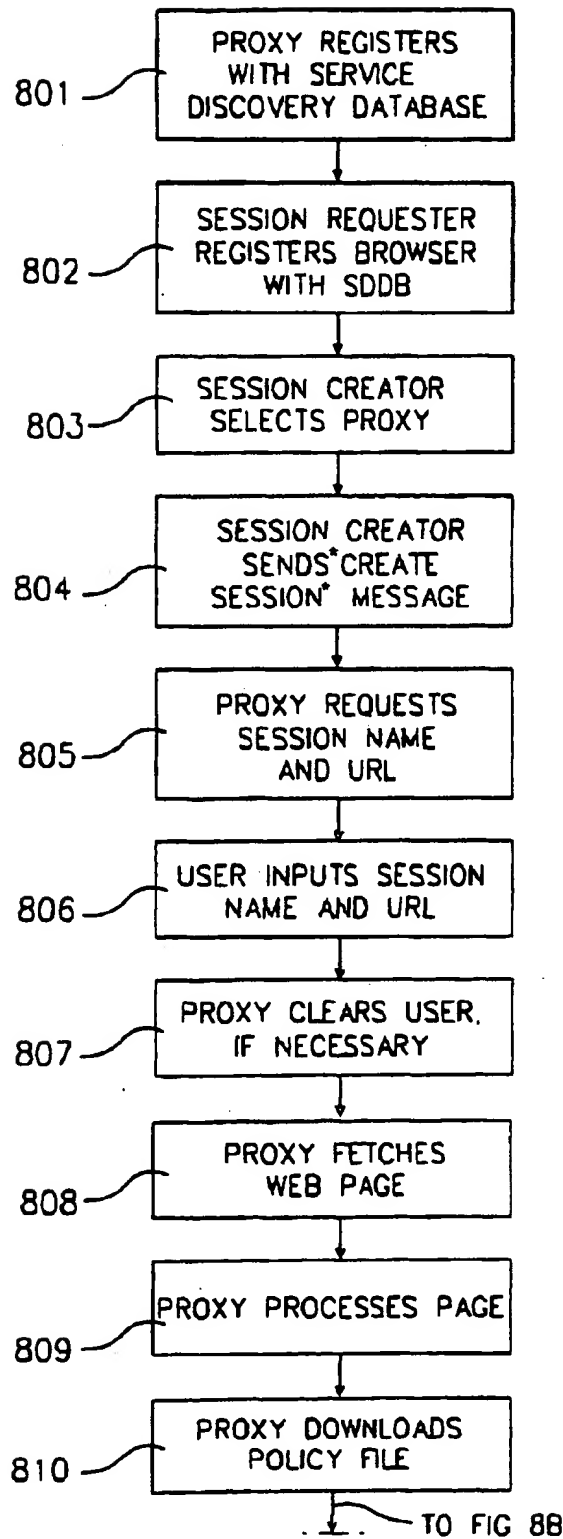 801
PROXY REGISTERS
WITH SERVICE
DISCOVERY DATABASE
802
SESSION REQUESTER
REGISTERS BROWSER
WITH SDDB
803
SESSION CREATOR
SELECTS PROXY
804
SESSION CREATOR
SENDS"CREATE
SESSION" MESSAGE
805
PROXY REQUESTS
SESSION NAME
AND URL
806
USER INPUTS SESSION
NAME AND URL
807
PROXY CLEARS USER,
IF NECESSARY
808
PROXY FETCHES
WEB PAGE
809
PROXY PROCESSES PAGE
810
PROXY DOWNLOADS
POLICY FILE
TO FIG 8B